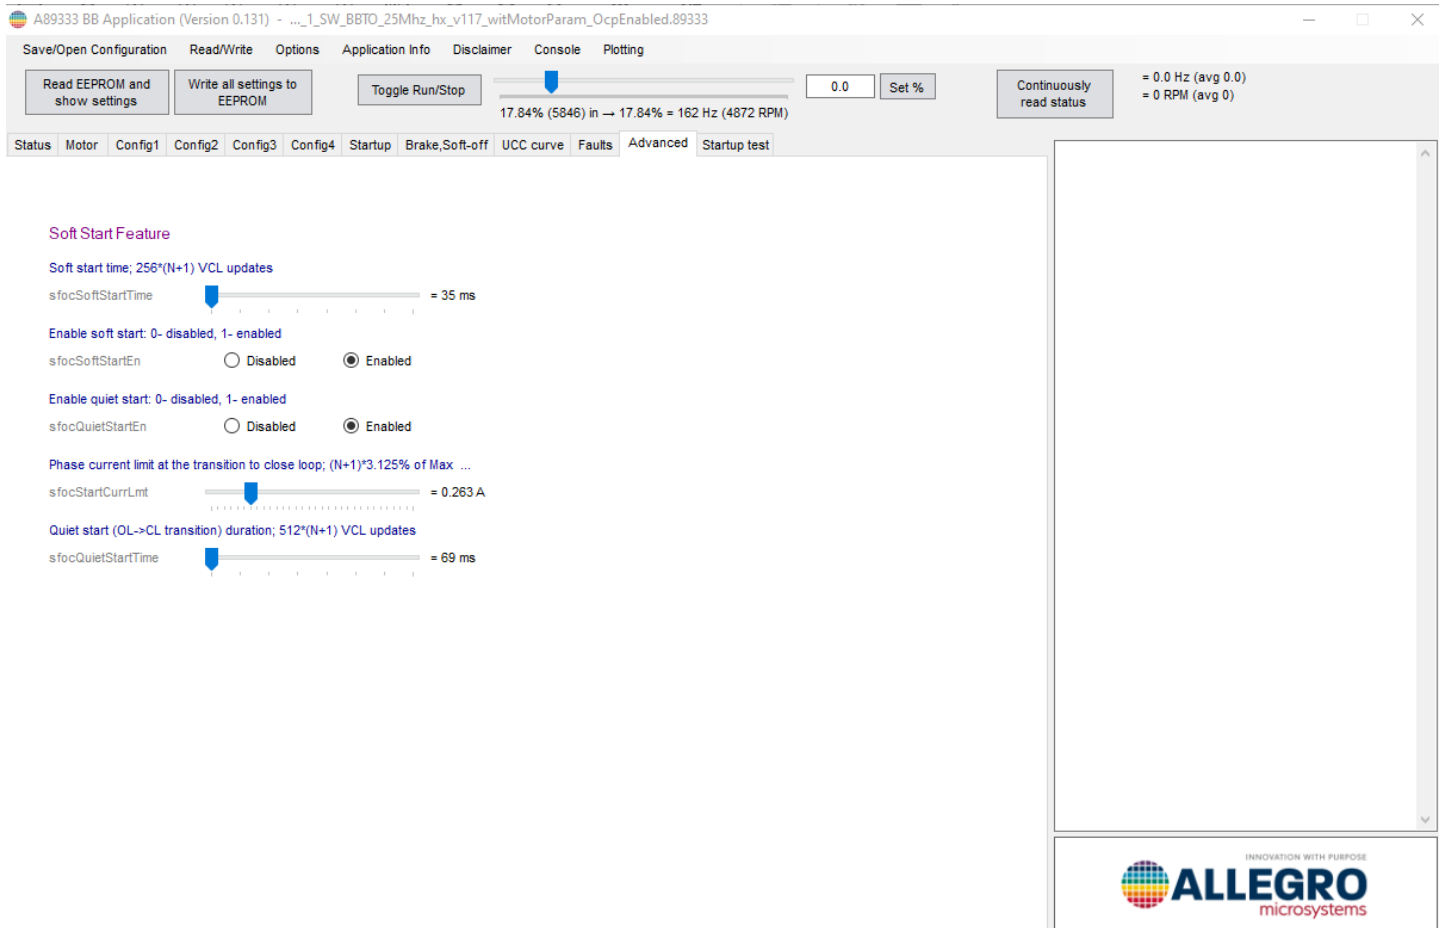 A89333 BB Application (Version 0.131) - ..._1_SW_BBTO_25Mhz_hx_v117_witMotorParam_OcpEnabled.89333
Save/Open Configuration Read/Write Options Application Info Disclaimer Console Plotting
Read EEPROM and show settings
Write all settings to EEPROM
Toggle Run/Stop
17.84% (5846) in → 17.84% = 162 Hz (4872 RPM)
0.0
Set %
Continuously read status
= 0.0 Hz (avg 0.0)
= 0 RPM (avg 0)
Status Motor Config1 Config2 Config3 Config4 Startup Brake,Soft-off UCC curve Faults Advanced Startup test
Soft Start Feature
Soft start time; 256*(N+1) VCL updates
sfocSoftStartTime = 35 ms
Enable soft start: 0- disabled, 1- enabled
sfocSoftStartEn Disabled Enabled
Enable quiet start: 0- disabled, 1- enabled
sfocQuietStartEn Disabled Enabled
Phase current limit at the transition to close loop; (N+1)*3.125% of Max ...
sfocStartCurrLmt = 0.263 A
Quiet start (OL->CL transition) duration; 512*(N+1) VCL updates
sfocQuietStartTime = 69 ms
INNOVATION WITH PURPOSE
ALLEGRO
microsystems